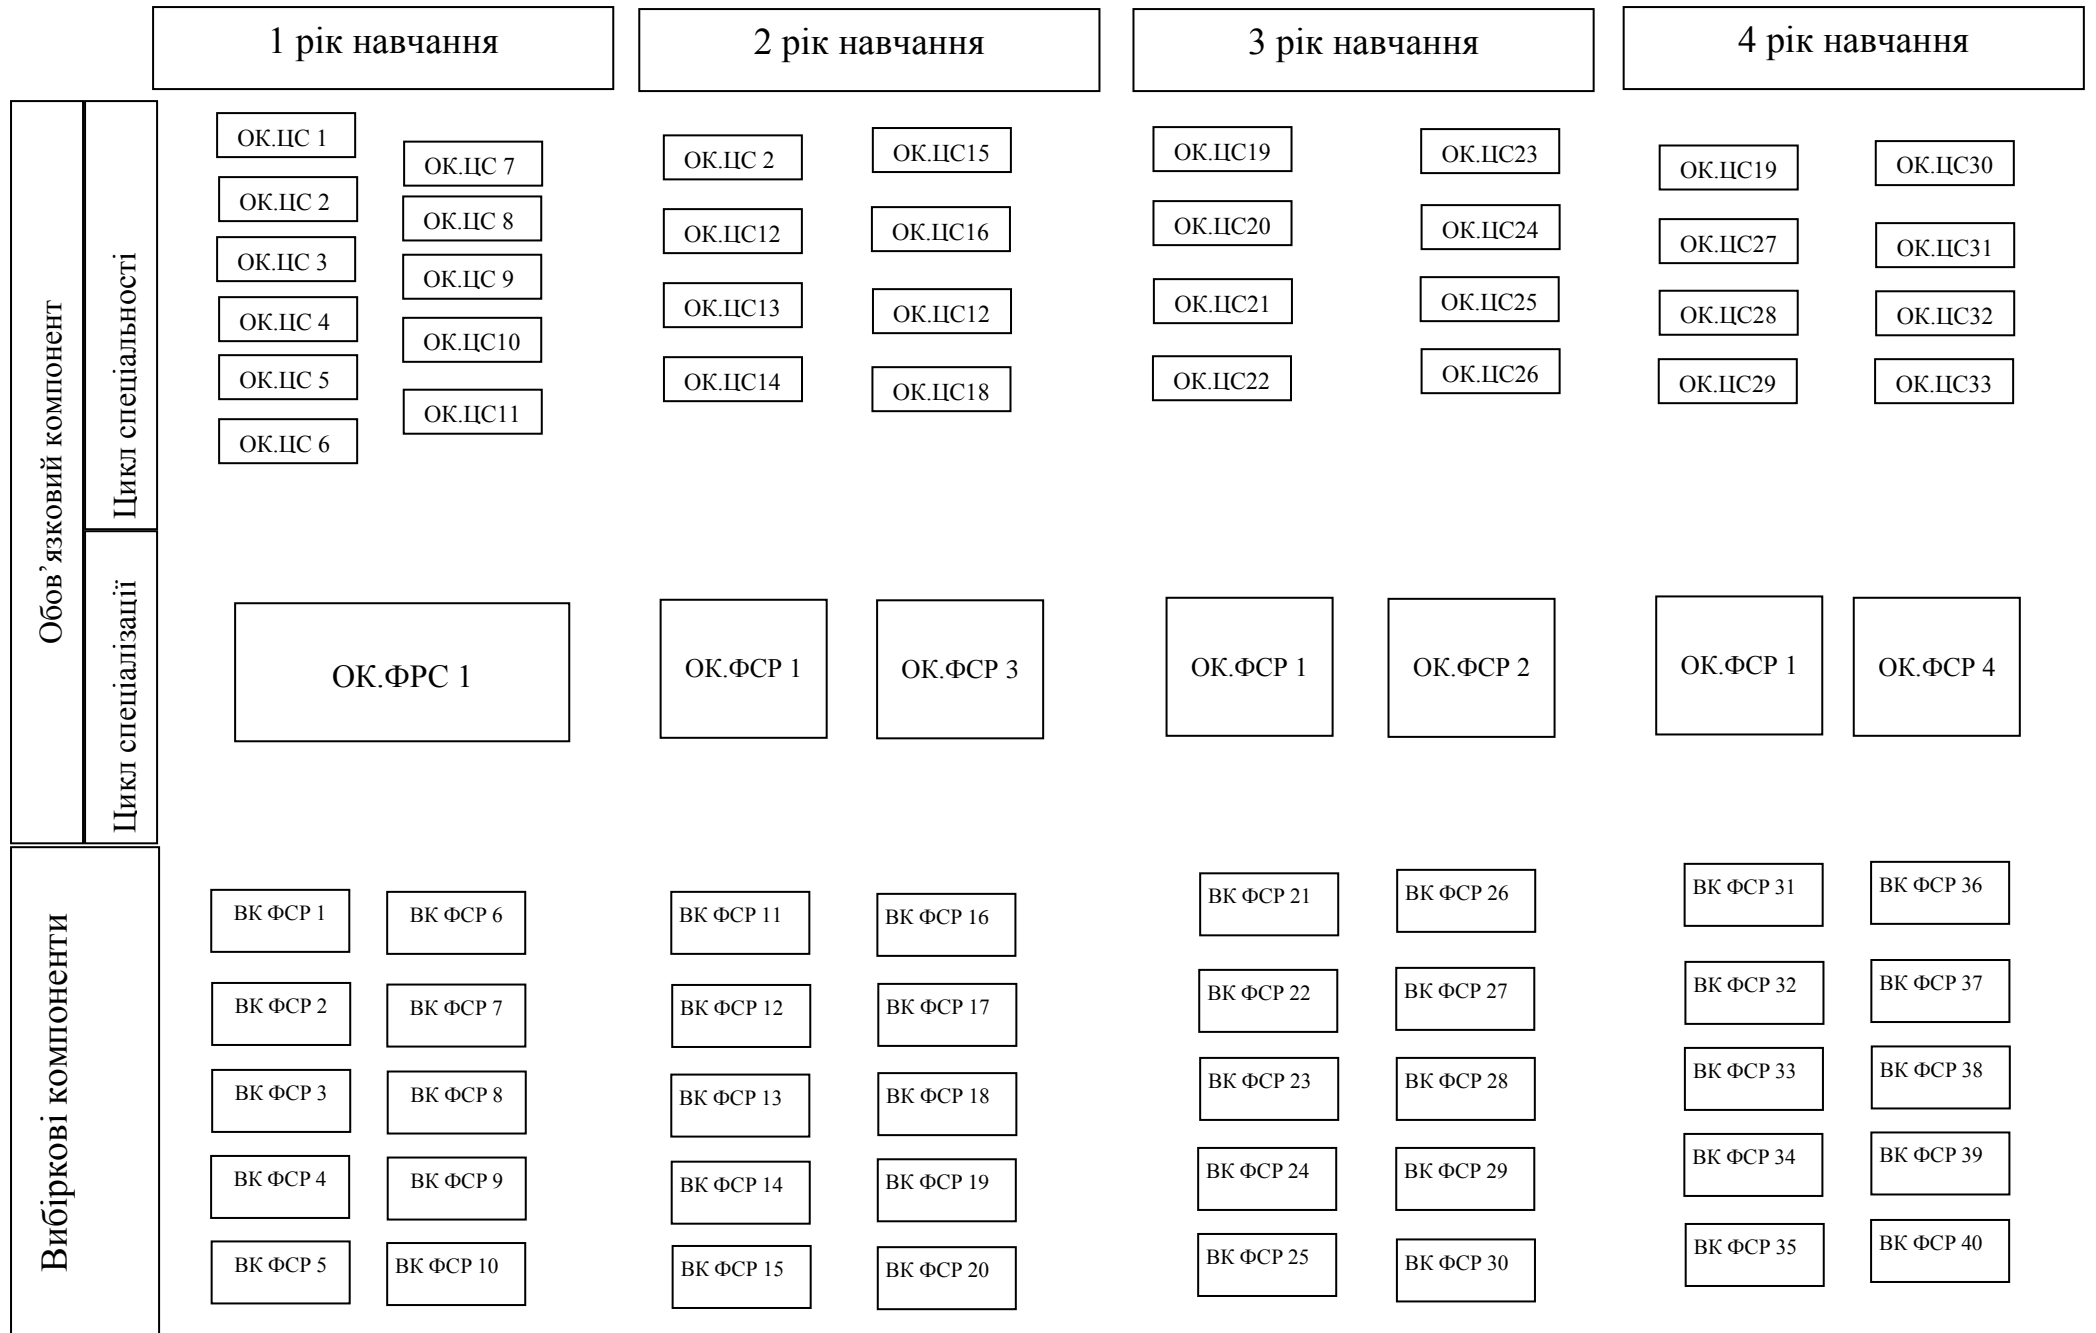 1 рік навчання
2 рік навчання
3 рік навчання
4 рік навчання
Обов’язковий компонент
Цикл спеціальності
ОК.ЦС 1
ОК.ЦС 2
ОК.ЦС 3
ОК.ЦС 4
ОК.ЦС 5
ОК.ЦС 6
ОК.ЦС 7
ОК.ЦС 8
ОК.ЦС 9
ОК.ЦС10
ОК.ЦС11
ОК.ЦС 2
ОК.ЦС12
ОК.ЦС13
ОК.ЦС14
ОК.ЦС15
ОК.ЦС16
ОК.ЦС12
ОК.ЦС18
ОК.ЦС19
ОК.ЦС20
ОК.ЦС21
ОК.ЦС22
ОК.ЦС23
ОК.ЦС24
ОК.ЦС25
ОК.ЦС26
ОК.ЦС19
ОК.ЦС27
ОК.ЦС28
ОК.ЦС29
ОК.ЦС30
ОК.ЦС31
ОК.ЦС32
ОК.ЦС33
Цикл спеціалізації
ОК.ФРС 1
ОК.ФСР 1
ОК.ФСР 3
ОК.ФСР 1
ОК.ФСР 2
ОК.ФСР 1
ОК.ФСР 4
Вибіркові компоненти
ВК ФСР 1
ВК ФСР 2
ВК ФСР 3
ВК ФСР 4
ВК ФСР 5
ВК ФСР 6
ВК ФСР 7
ВК ФСР 8
ВК ФСР 9
ВК ФСР 10
ВК ФСР 11
ВК ФСР 12
ВК ФСР 13
ВК ФСР 14
ВК ФСР 15
ВК ФСР 16
ВК ФСР 17
ВК ФСР 18
ВК ФСР 19
ВК ФСР 20
ВК ФСР 21
ВК ФСР 22
ВК ФСР 23
ВК ФСР 24
ВК ФСР 25
ВК ФСР 26
ВК ФСР 27
ВК ФСР 28
ВК ФСР 29
ВК ФСР 30
ВК ФСР 31
ВК ФСР 32
ВК ФСР 33
ВК ФСР 34
ВК ФСР 35
ВК ФСР 36
ВК ФСР 37
ВК ФСР 38
ВК ФСР 39
ВК ФСР 40